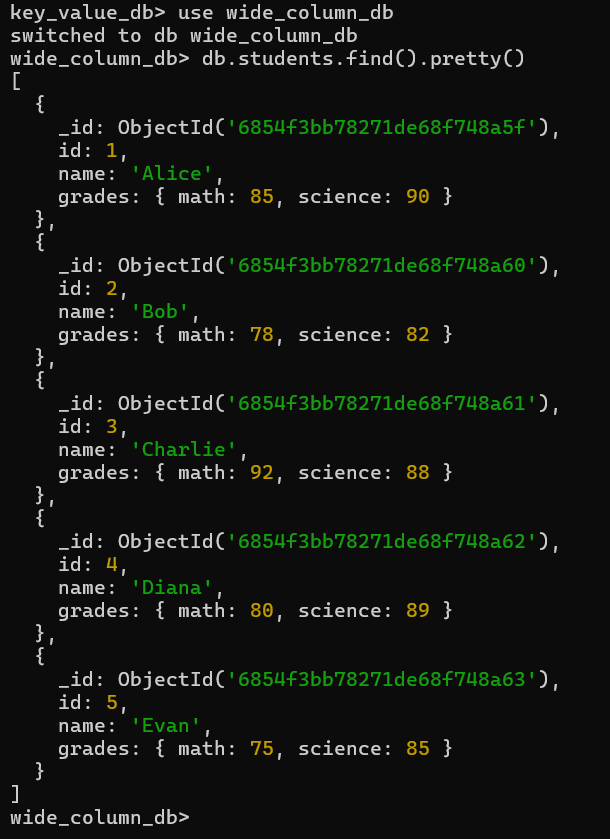 key_value_db> use wide_column_db
switched to db wide_column_db
wide_column_db> db.students.find().pretty()
[
  {
    _id: ObjectId('6854f3bb78271de68f748a5f'),
    id: 1,
    name: 'Alice',
    grades: { math: 85, science: 90 }
  },
  {
    _id: ObjectId('6854f3bb78271de68f748a60'),
    id: 2,
    name: 'Bob',
    grades: { math: 78, science: 82 }
  },
  {
    _id: ObjectId('6854f3bb78271de68f748a61'),
    id: 3,
    name: 'Charlie',
    grades: { math: 92, science: 88 }
  },
  {
    _id: ObjectId('6854f3bb78271de68f748a62'),
    id: 4,
    name: 'Diana',
    grades: { math: 80, science: 89 }
  },
  {
    _id: ObjectId('6854f3bb78271de68f748a63'),
    id: 5,
    name: 'Evan',
    grades: { math: 75, science: 85 }
  }
]
wide_column_db>